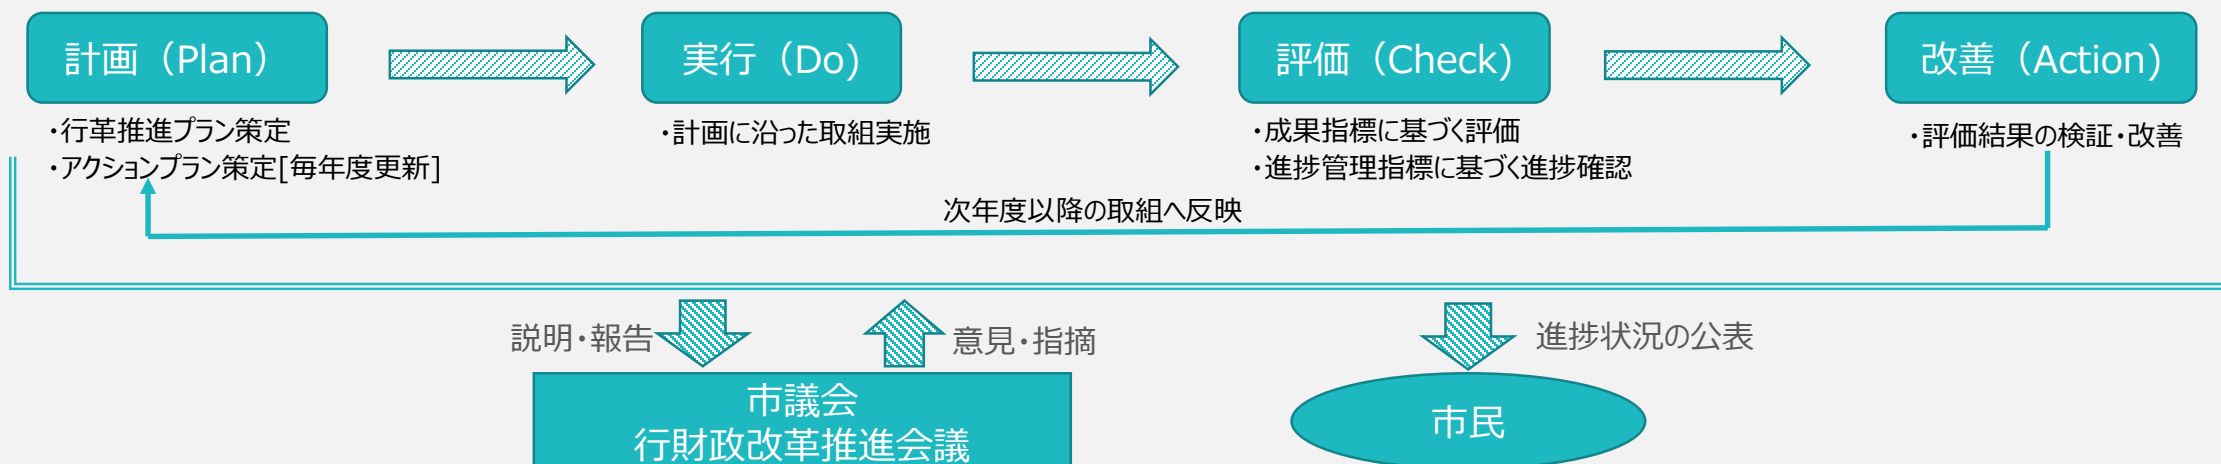 計画（Plan）
実行（Do）
評価（Check）
改善（Action）
・行革推進プラン策定
・アクションプラン策定[毎年度更新]
・計画に沿った取組実施
・成果指標に基づく評価
・進捗管理指標に基づく進捗確認
・評価結果の検証・改善
次年度以降の取組へ反映
説明・報告
意見・指摘
進捗状況の公表
市議会
行財政改革推進会議
市民